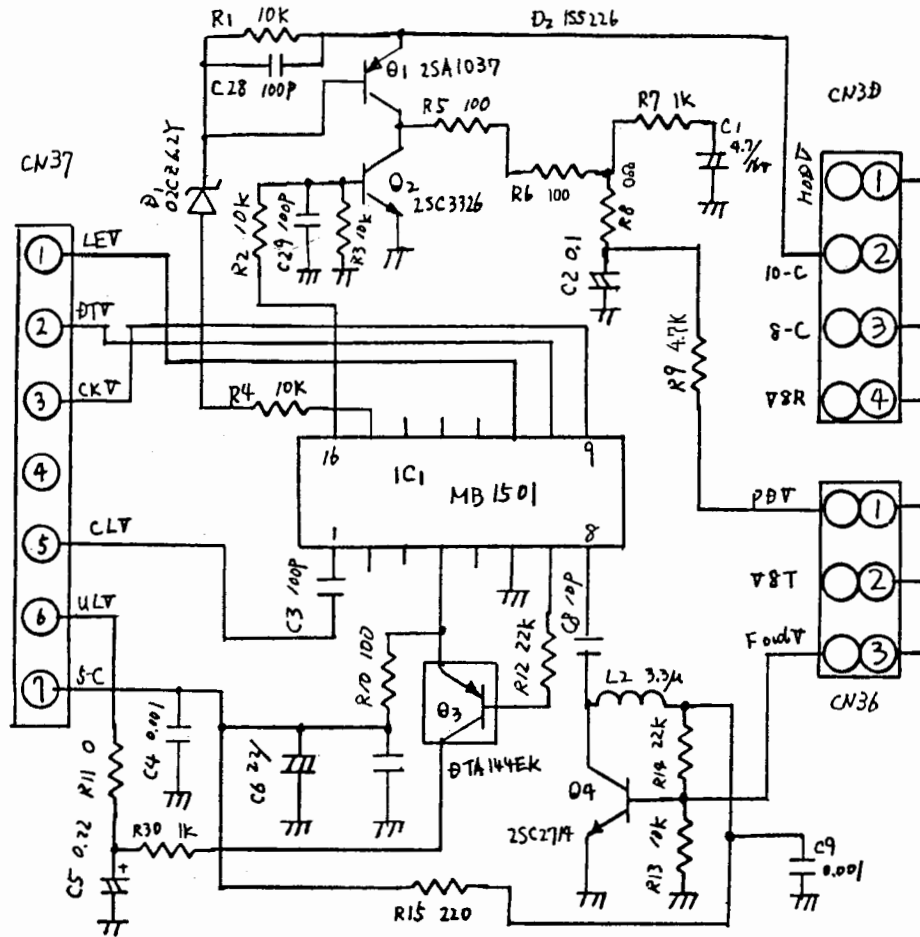 R1 10K
C28 100P
D2 1SS226
Q1 2SA1037
R5 100
R7 1K
C1
4.7/16V
R6 100
Q2
2SC3326
D1
02CZ6.2Y
R2 10K
C29 100P
R3 10K
R8
C2 0.1
R9 4.7K
CN3D
1
10-C 2
8-C 3
V8R 4
CN37
1 LEV
2 DTV
3 CKV
4
5 CLV
6 ULV
7 5-C
R4 10K
16 9
IC1
MB1501
1 8
PDV 1
V8T 2
3
CN36
C3 100P
R10 100
R12 22K
C8 10P
L2 3.3μ
Q3
DTA144EK
C4 0.001
C6 22/
R11 0
R30 1K
C5 0.22
+
R14 22K
Q4
2SC2714
R13 10K
C9
0.001
R15 220